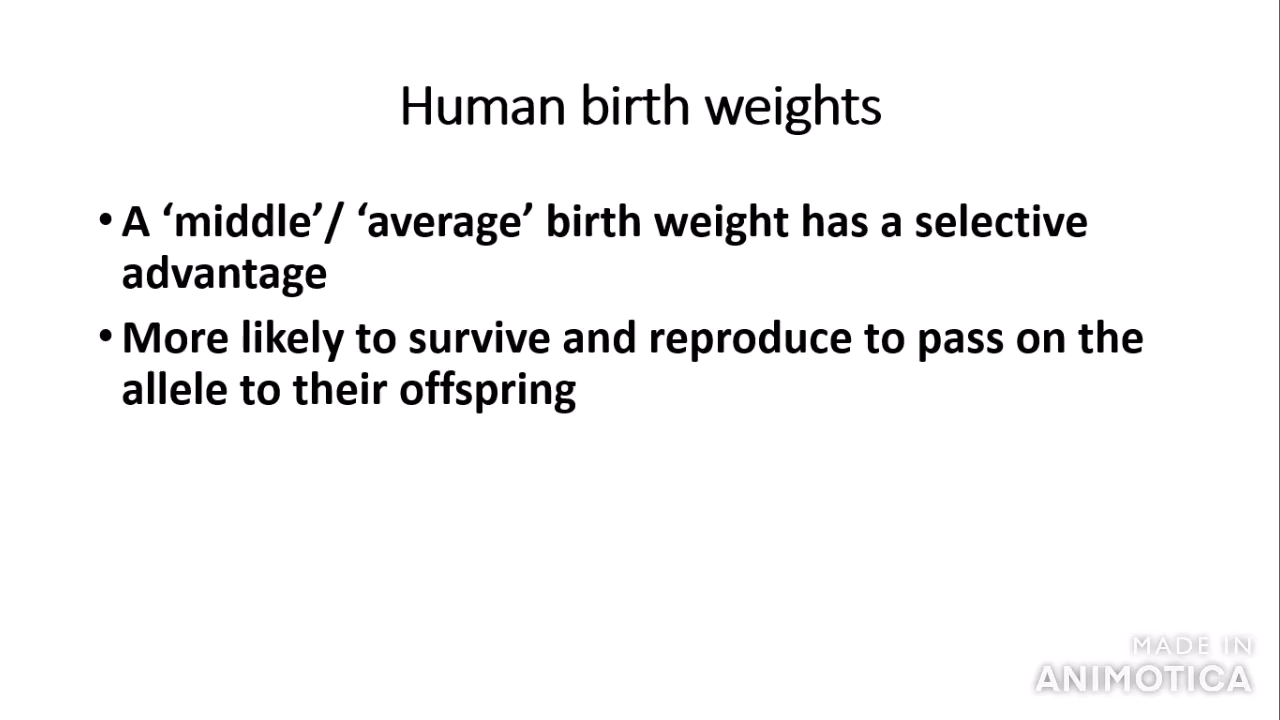 Human birth weights
• A ‘middle’/ ‘average’ birth weight has a selective
advantage
• More likely to survive and reproduce to pass on the
allele to their offspring
MADE IN
ANIMOTICA